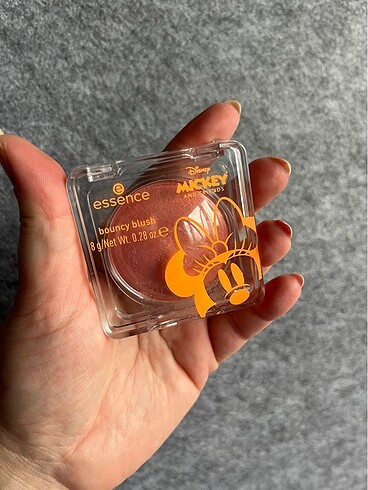 essence
bouncy blush
8 g/Net Wt. 0.28 oz. ℮
Disney
MICKEY
AND FRIENDS